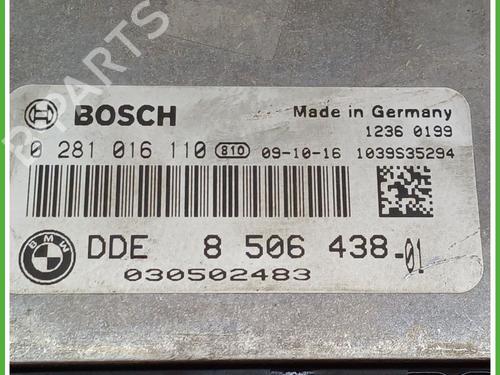 B-PARTS
BOSCH
Made in Germany
1236 0199
0 281 016 110 810 09-10-16 1039S35294
BMW
DDE 8 506 438-01
030502483